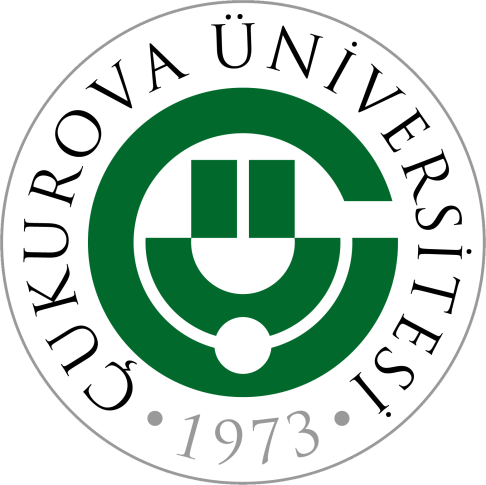 ÇUKUROVA ÜNİVERSİTESİ
• 1973 •